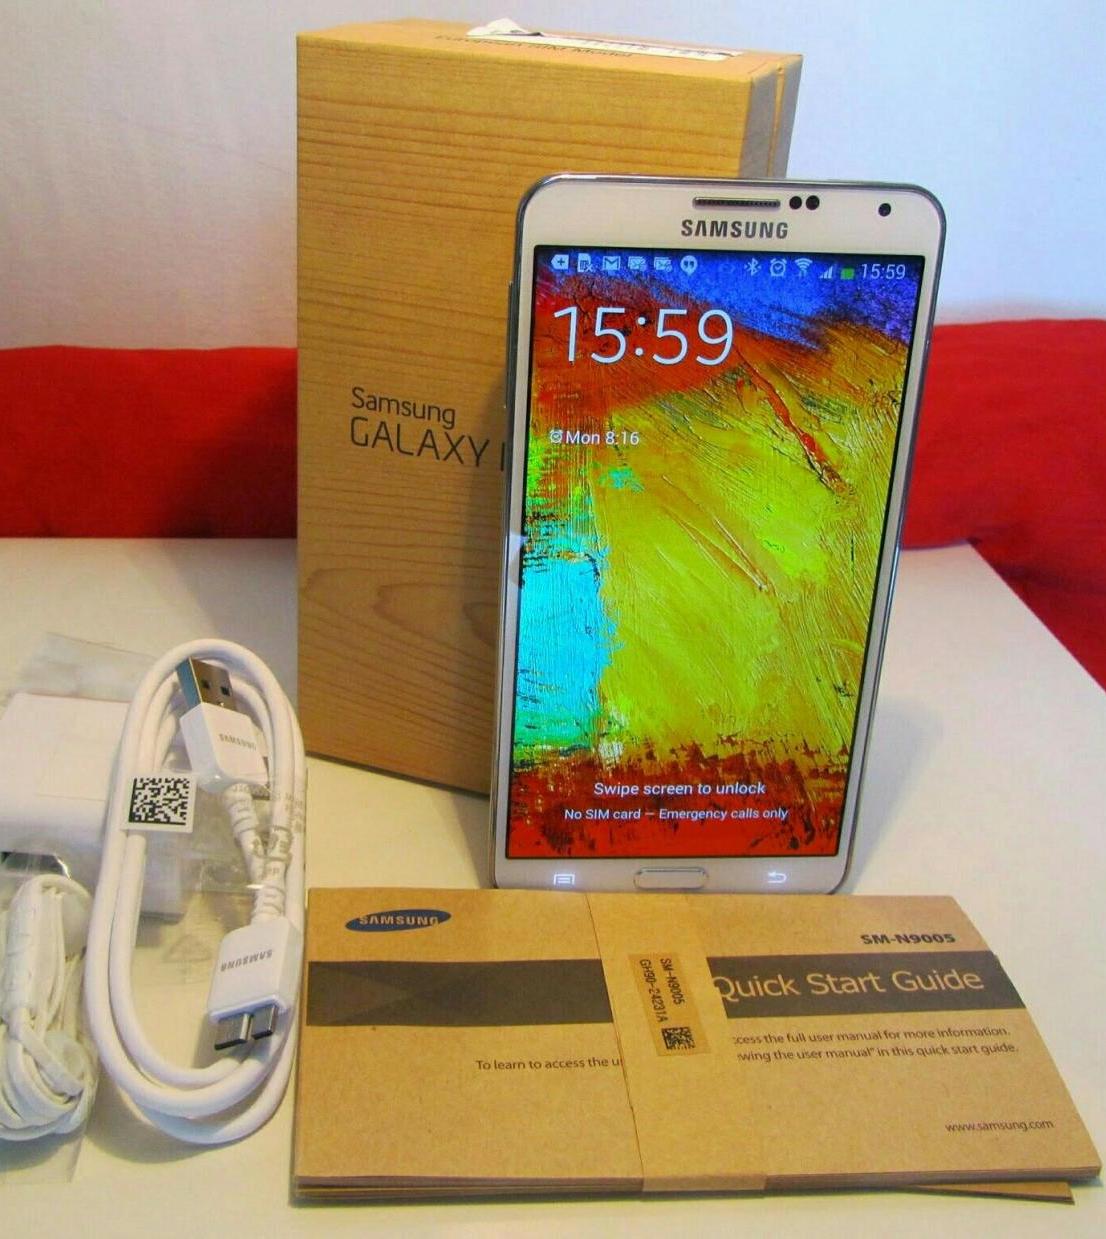 Samsung
GALAXY
SAMSUNG
15:59
15:59
Mon 8:16
Swipe screen to unlock
No SIM card — Emergency calls only
SAMSUNG
SAMSUNG
SAMSUNG
SM-N9005
Quick Start Guide
SM-N9005
GH90-24231A
To learn to access the
the full user manual for more information.
the user manual" in this quick start guide.
www.samsung.com